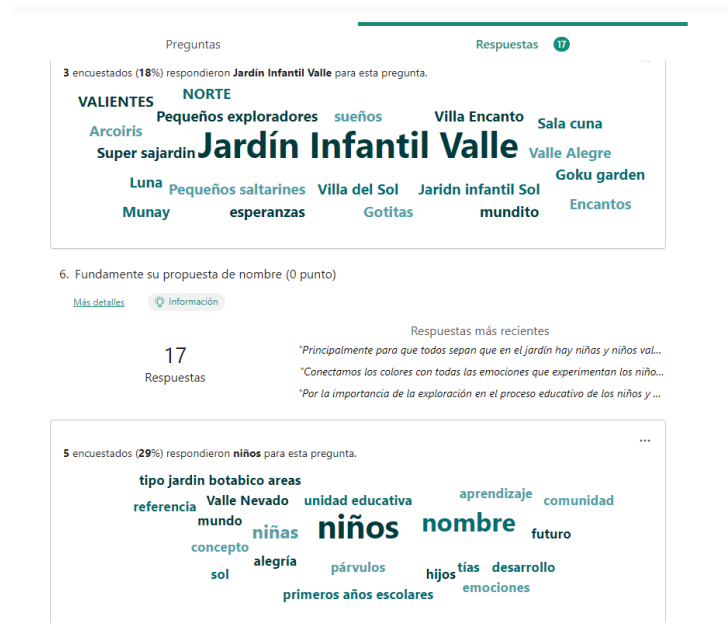 Preguntas
Respuestas 17
3 encuestados (18%) respondieron Jardín Infantil Valle para esta pregunta.
VALIENTES
NORTE
Pequeños exploradores
sueños
Villa Encanto
Sala cuna
Arcoiris
Super sajardin
Jardín Infantil Valle
Valle Alegre
Luna
Pequeños saltarines
Villa del Sol
Jaridn infantil Sol
Goku garden
Munay
esperanzas
Gotitas
mundito
Encantos
6. Fundamente su propuesta de nombre (0 punto)
Más detalles
Información
17
Respuestas
Respuestas más recientes
"Principalmente para que todos sepan que en el jardín hay niñas y niños val...
"Conectamos los colores con todas las emociones que experimentan los niño...
"Por la importancia de la exploración en el proceso educativo de los niños y ...
5 encuestados (29%) respondieron niños para esta pregunta.
tipo jardin botabico areas
referencia
Valle Nevado
unidad educativa
aprendizaje
comunidad
mundo
niñas
niños
nombre
futuro
concepto
alegría
sol
párvulos
hijos
tías
desarrollo
primeros años escolares
emociones